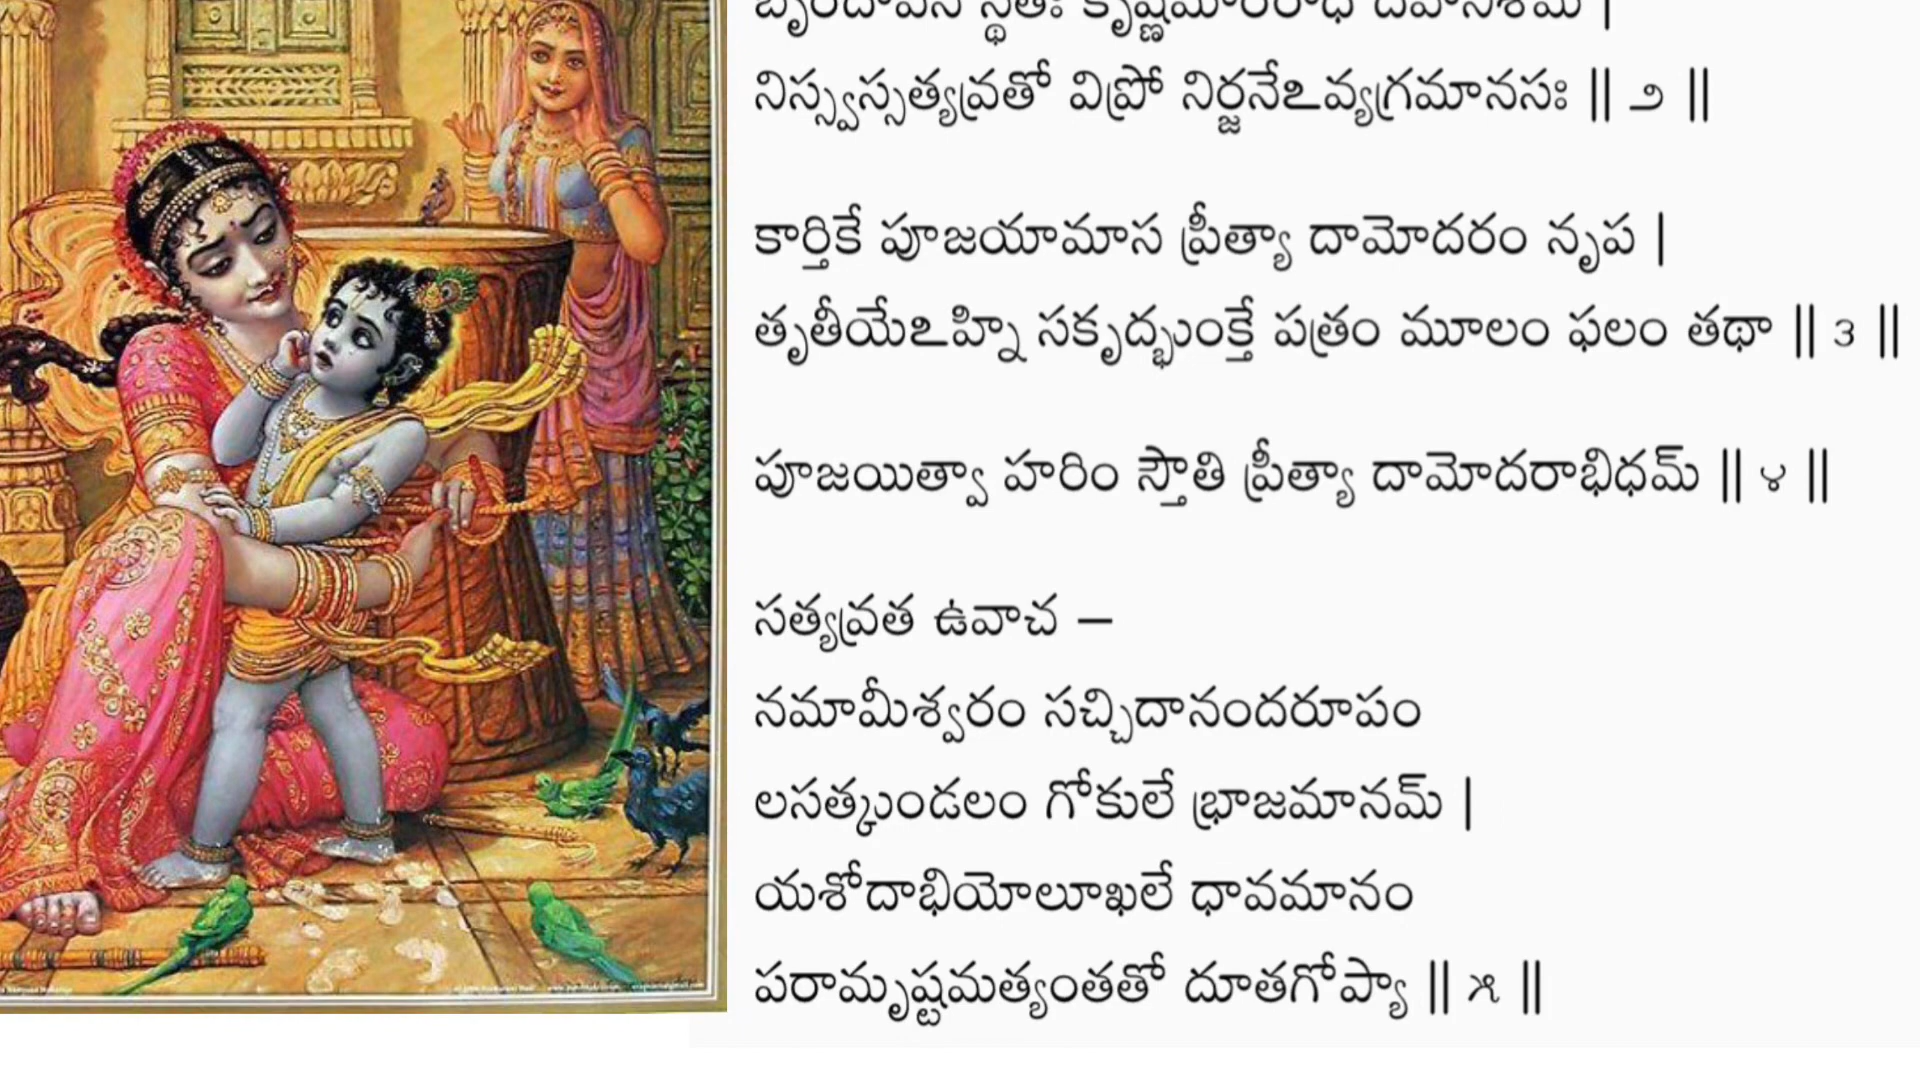 నిస్స్వస్సత్యవ్రతో విప్రో నిర్జనేఽవ్యగ్రమానసః || ౨ ||
కార్తికే పూజయామాస ప్రీత్యా దామోదరం నృప |
తృతీయేఽహ్ని సకృద్భుంక్తే పత్రం మూలం ఫలం తథా || ౩ ||
పూజయిత్వా హరిం స్తౌతి ప్రీత్యా దామోదరాభిధమ్ || ౪ ||
సత్యవ్రత ఉవాచ –
నమామీశ్వరం సచ్చిదానందరూపం
లసత్కుండలం గోకులే భ్రాజమానమ్ |
యశోదాభియోలూఖలే ధావమానం
పరామృష్టమత్యంతతో దూతగోప్యా || ౫ ||